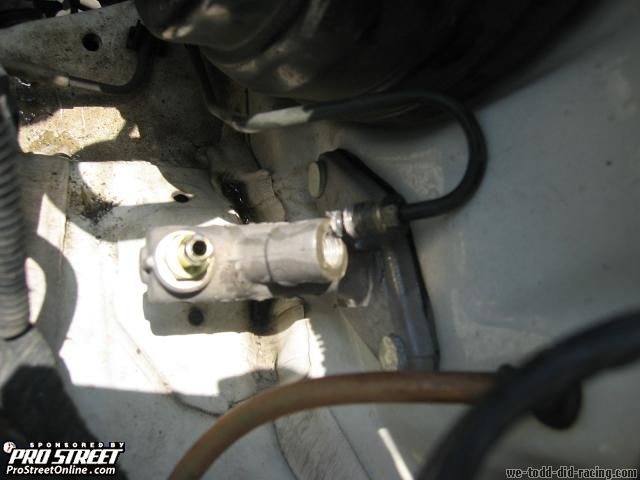 SPONSORED BY
PRO STREET
ProStreetOnline.com
we-todd-did-racing.com